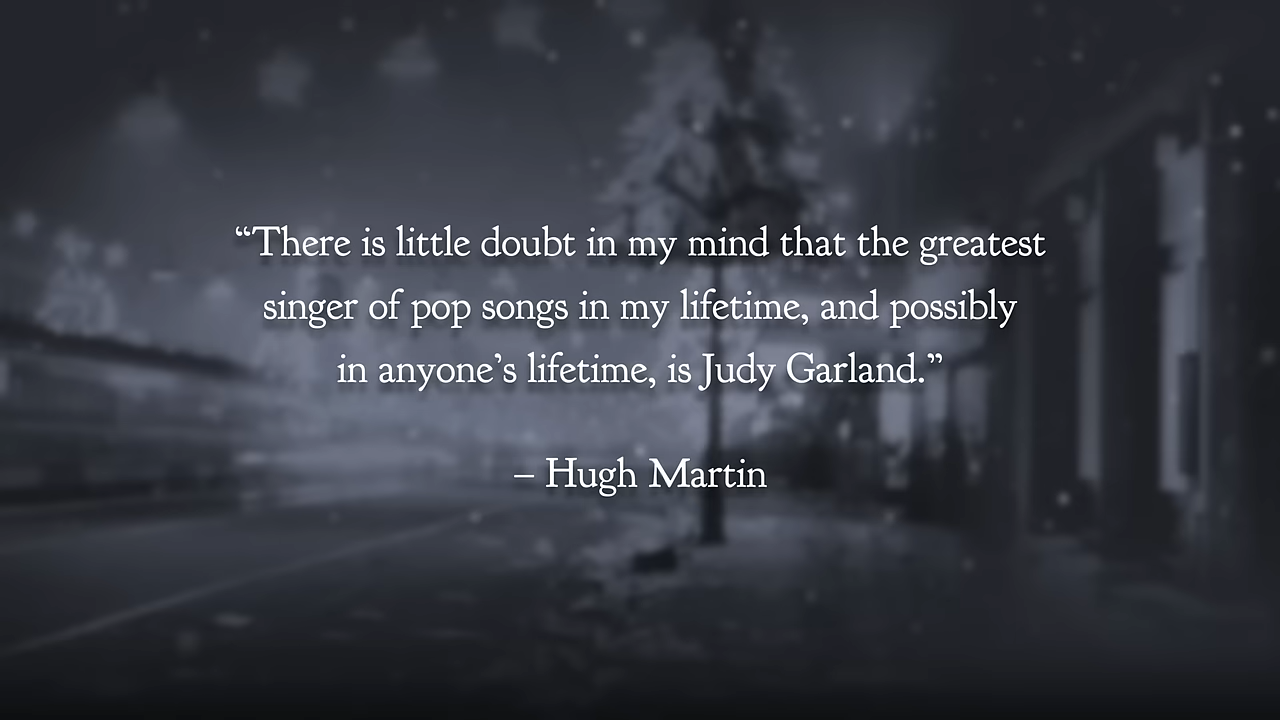 “There is little doubt in my mind that the greatest
singer of pop songs in my lifetime, and possibly
in anyone’s lifetime, is Judy Garland.”
– Hugh Martin